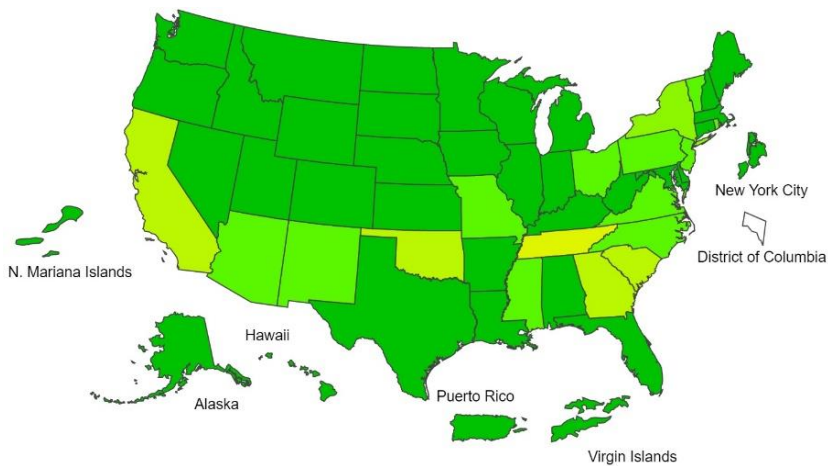 New York City
District of Columbia
N. Mariana Islands
Hawaii
Alaska
Puerto Rico
Virgin Islands